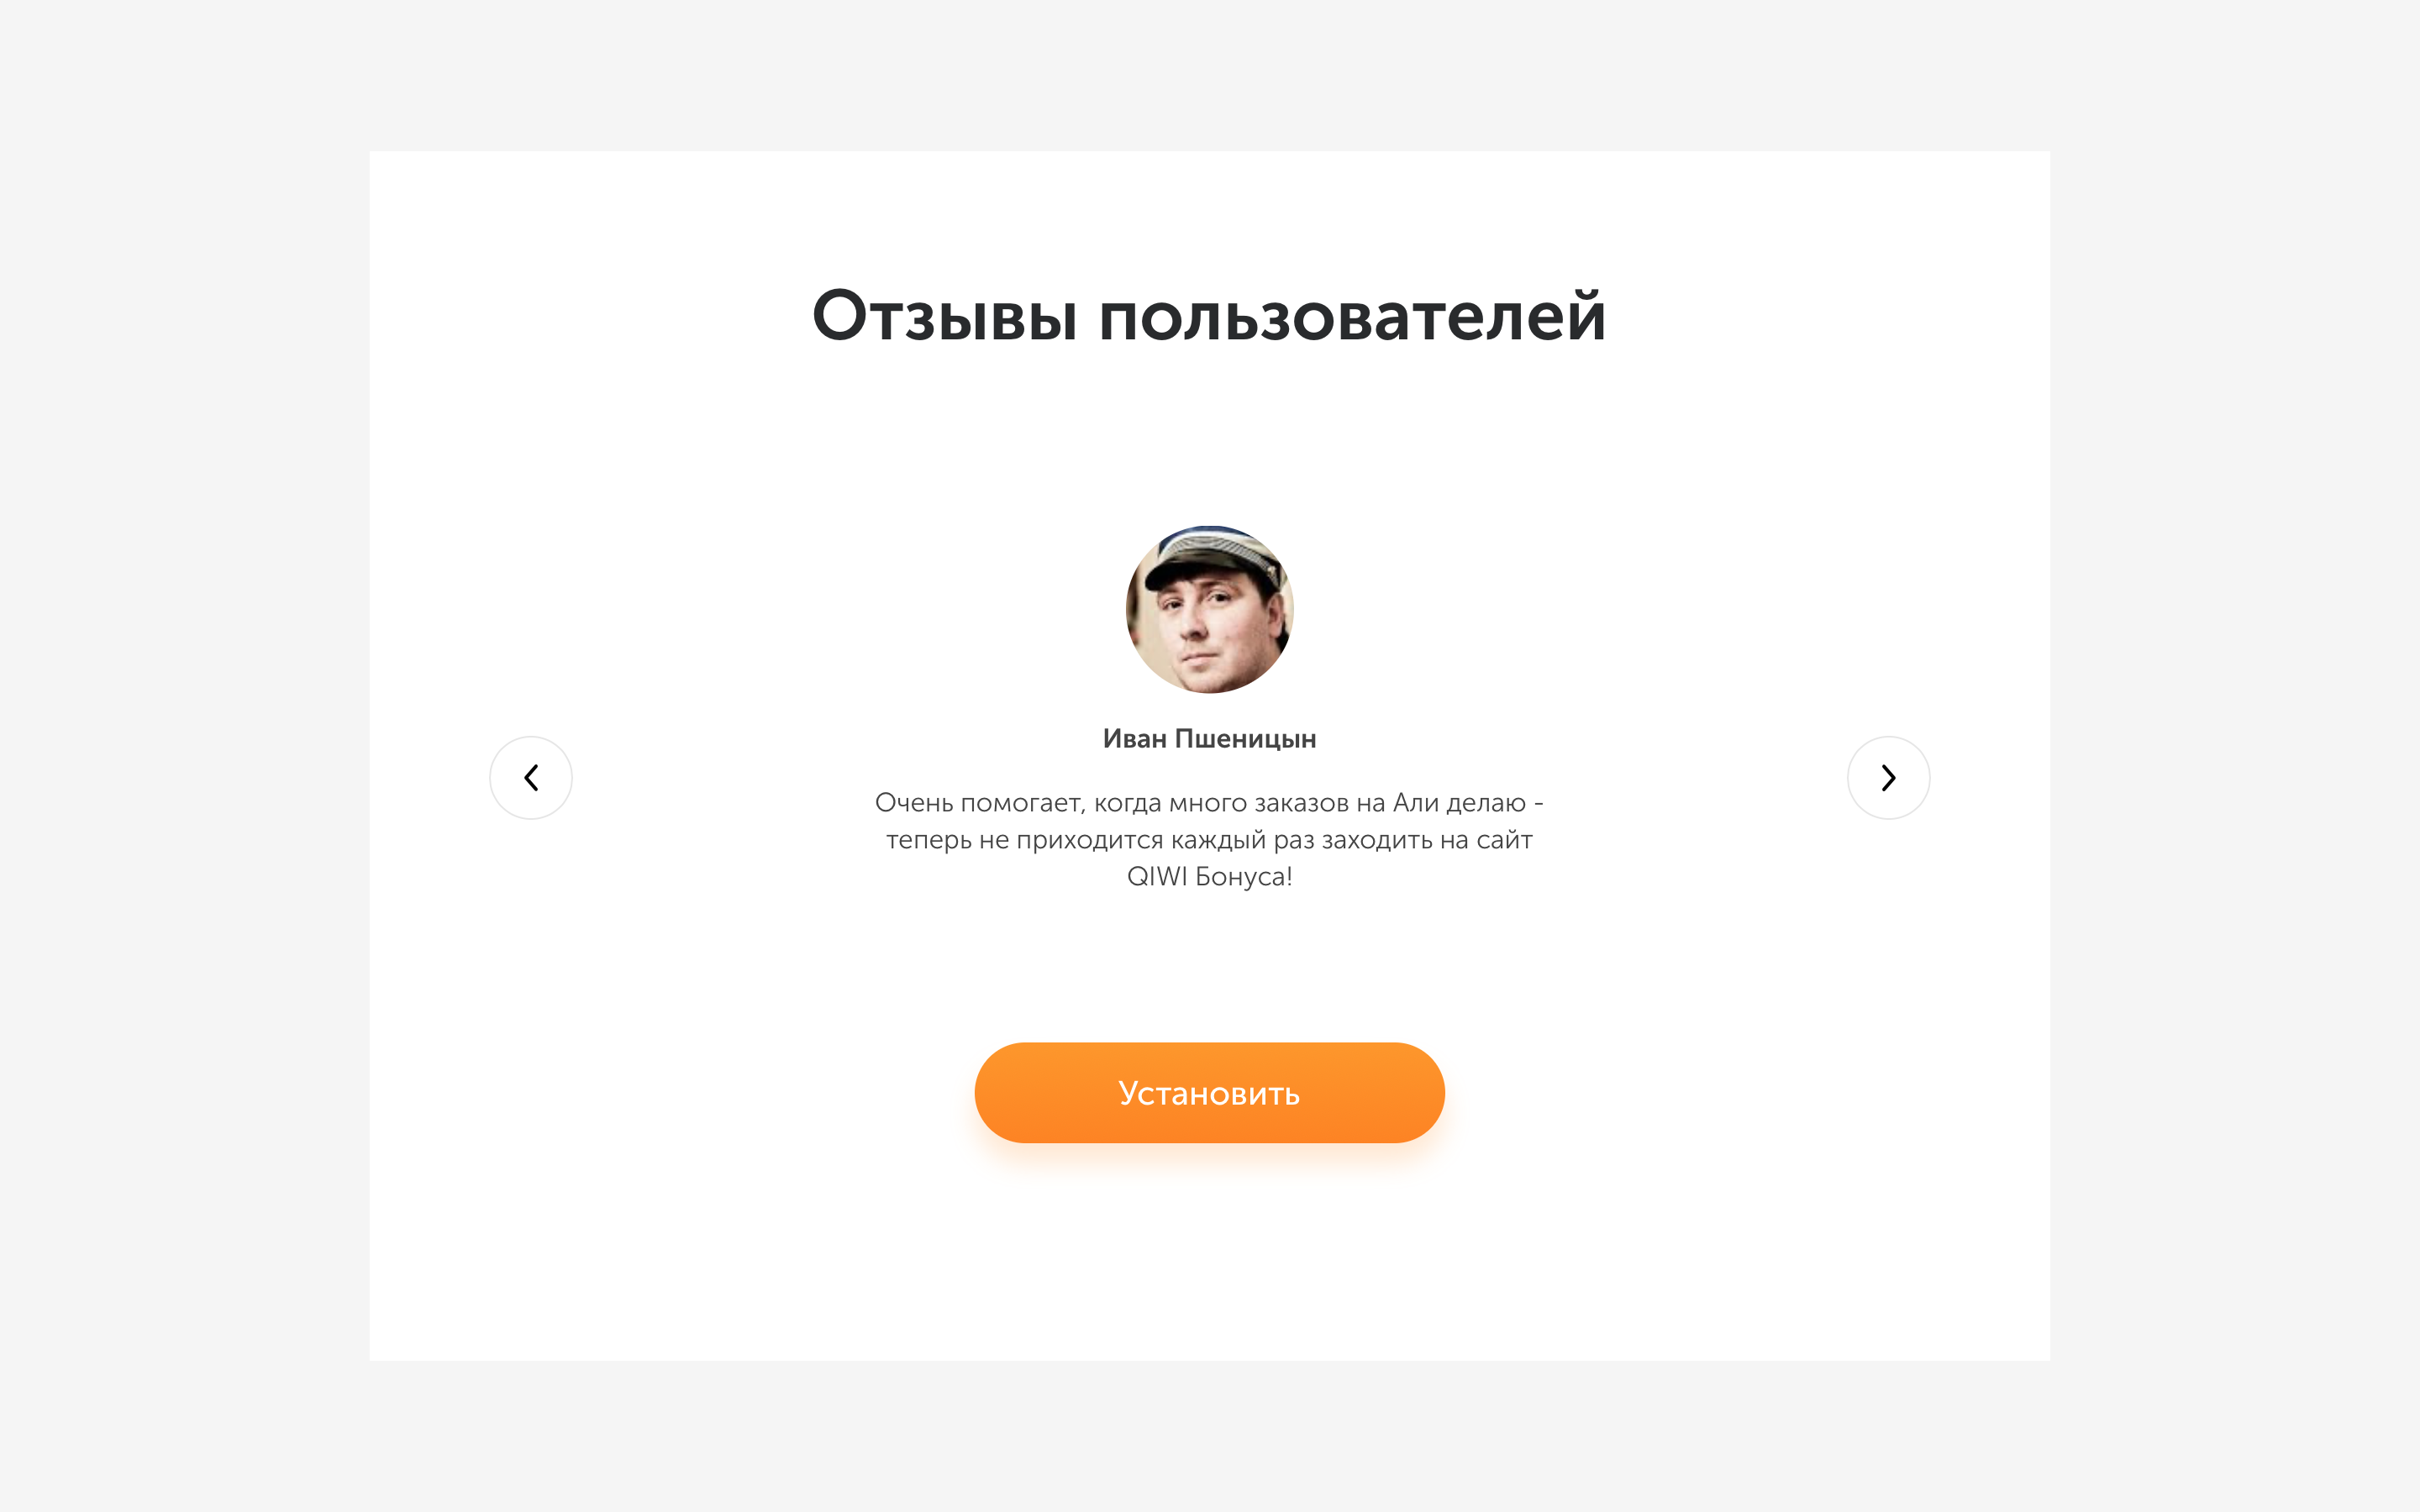 Отзывы пользователей
Иван Пшеницын
Очень помогает, когда много заказов на Али делаю -
теперь не приходится каждый раз заходить на сайт
QIWI Бонуса!
Установить